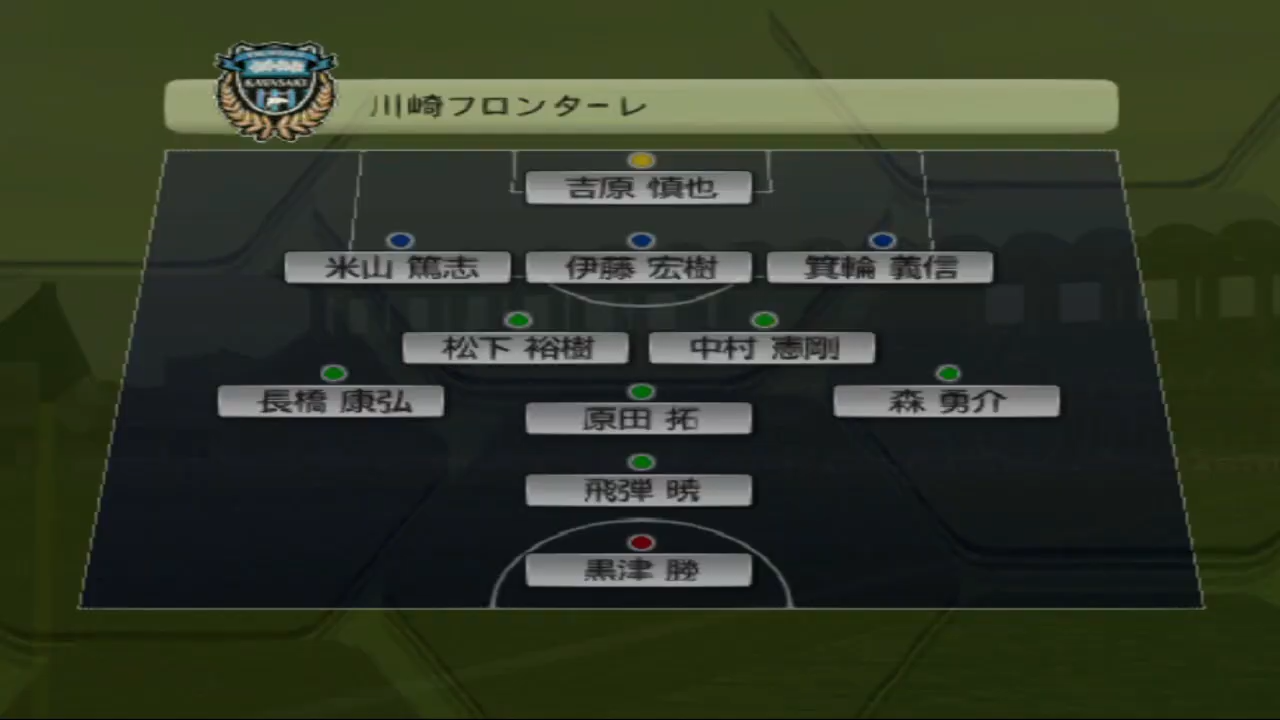 川崎フロンターレ
KAWASAKI
吉原 慎也
米山 篤志
伊藤 宏樹
箕輪 義信
松下 裕樹
中村 憲剛
長橋 康弘
原田 拓
森 勇介
飛弾 暁
黒津 勝